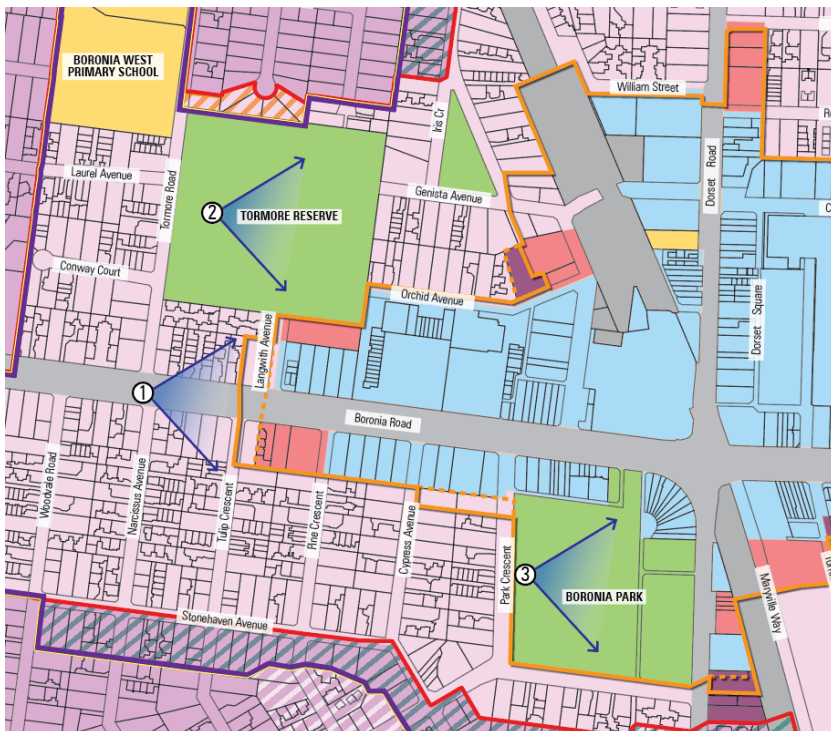 BORONIA WEST
PRIMARY SCHOOL
William Street
Iris Cr
Dorset Road
Laurel Avenue
Tormore Road
Genista Avenue
2
TORMORE RESERVE
Conway Court
Orchid Avenue
Dorset Square
Langwith Avenue
1
Boronia Road
Woodvale Road
Narcissus Avenue
Tulip Crescent
Pine Crescent
Cypress Avenue
Park Crescent
3
BORONIA PARK
Maryville Way
Stonehaven Avenue